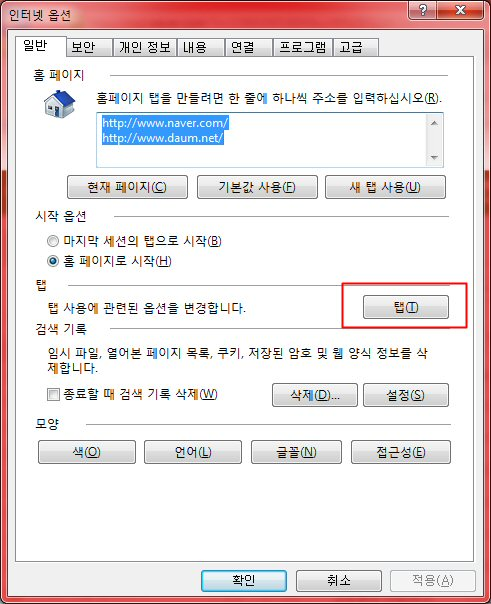 인터넷 옵션
일반 보안 개인 정보 내용 연결 프로그램 고급
홈 페이지
홈페이지 탭을 만들려면 한 줄에 하나씩 주소를 입력하십시오(R).
http://www.naver.com/
http://www.daum.net/
현재 페이지(C) 기본값 사용(F) 새 탭 사용(U)
시작 옵션
마지막 세션의 탭으로 시작(B)
홈 페이지로 시작(H)
탭
탭 사용에 관련된 옵션을 변경합니다. 탭(T)
검색 기록
임시 파일, 열어본 페이지 목록, 쿠키, 저장된 암호 및 웹 양식 정보를 삭
제합니다.
종료할 때 검색 기록 삭제(W) 삭제(D)... 설정(S)
모양
색(O) 언어(L) 글꼴(N) 접근성(E)
확인 취소 적용(A)